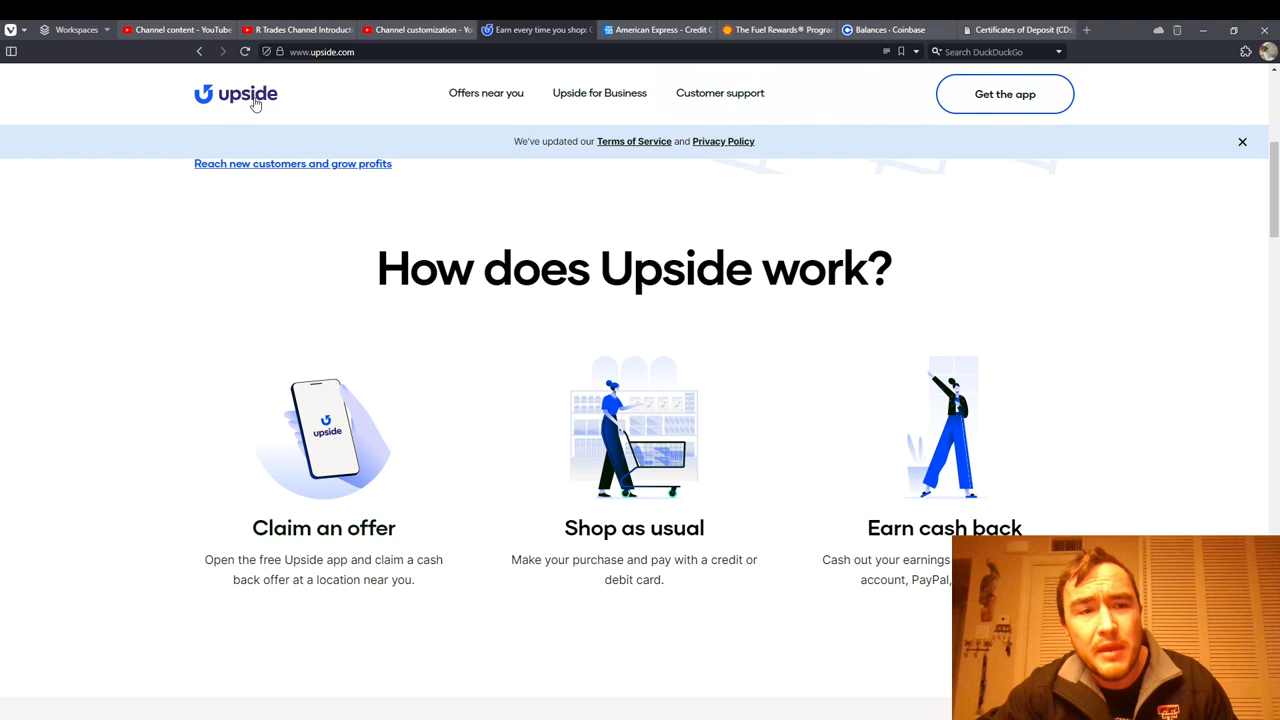 Workspaces
Channel content - YouTube
R Trades Channel Introducti
Channel customization - Yo
Earn every time you shop: C
American Express - Credit C
The Fuel Rewards® Progra
Balances - Coinbase
Certificates of Deposit (CDs
www.upside.com
Search DuckDuckGo
upside
Offers near you
Upside for Business
Customer support
Get the app
We've updated our Terms of Service and Privacy Policy
Reach new customers and grow profits
How does Upside work?
upside
Claim an offer
Open the free Upside app and claim a cash
back offer at a location near you.
Shop as usual
Make your purchase and pay with a credit or
debit card.
Earn cash back
Cash out your earnings
account, PayPal,